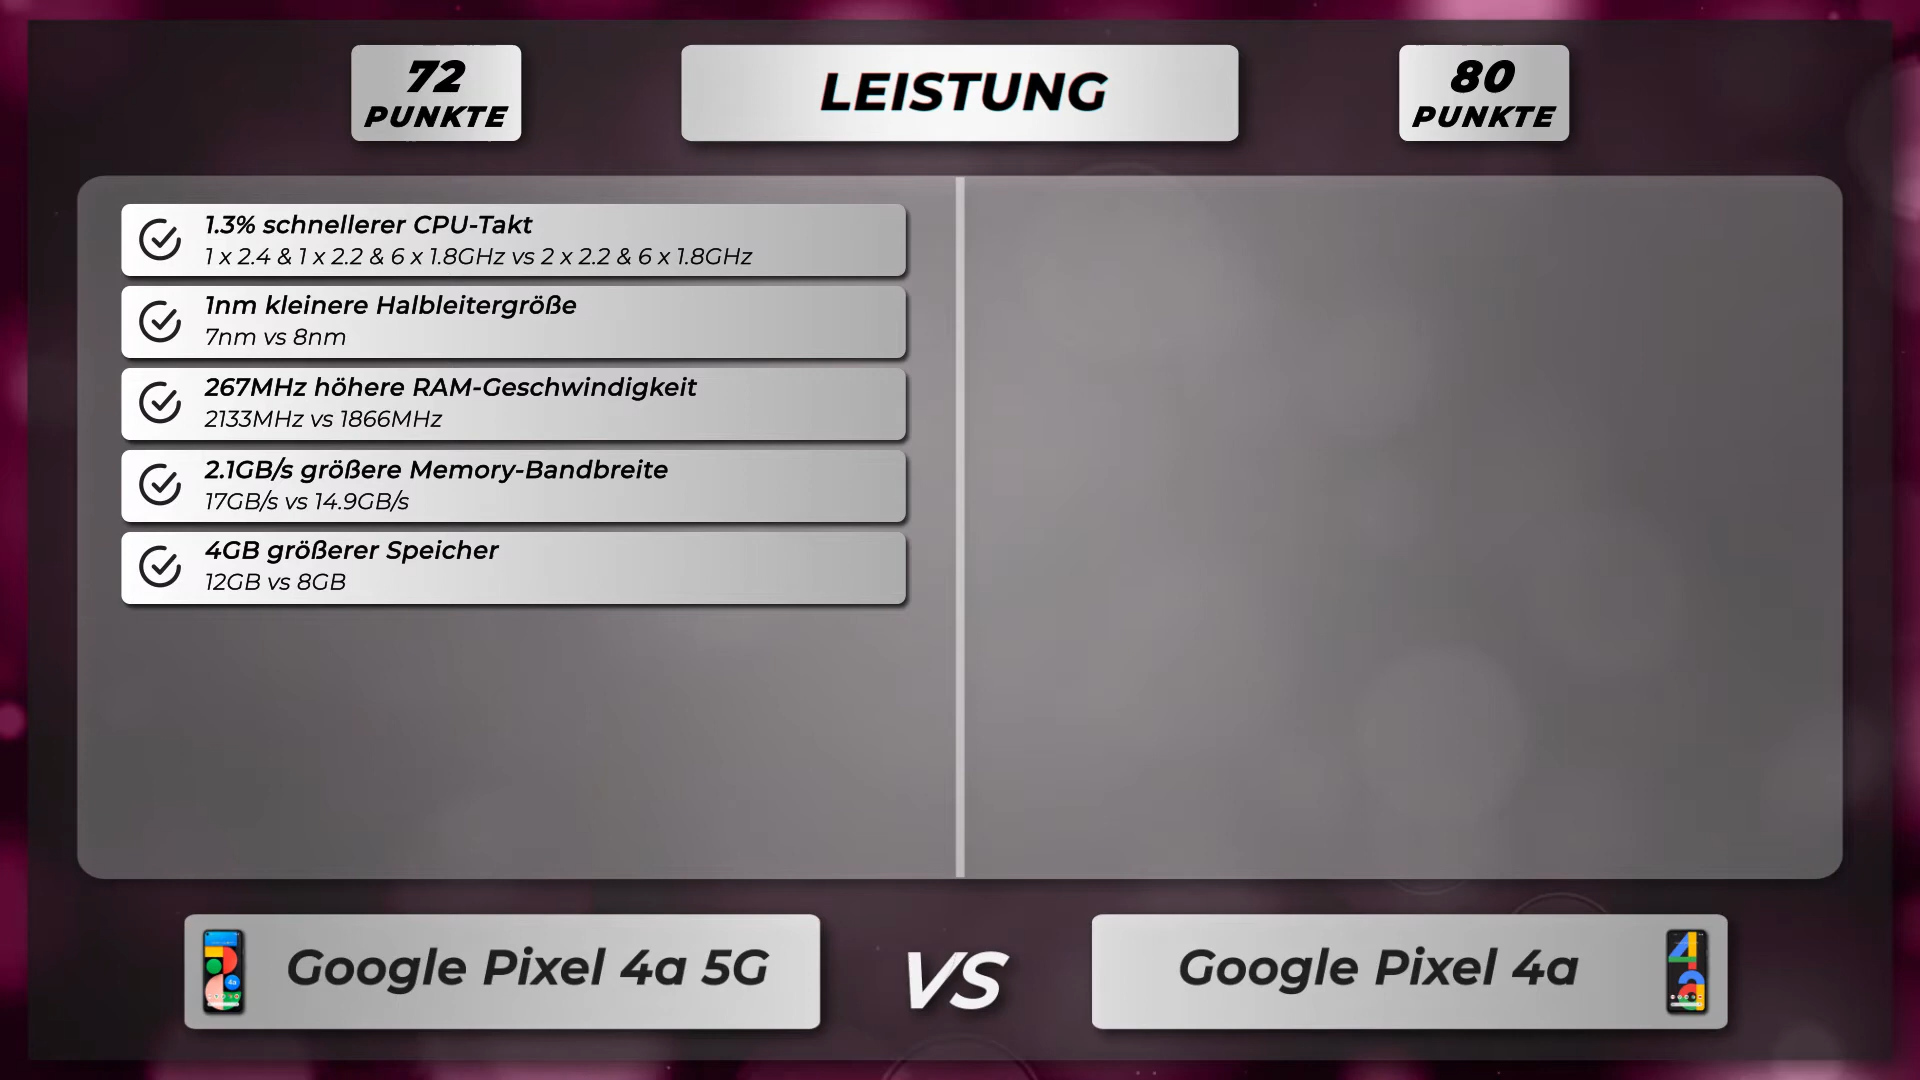 72
PUNKTE
LEISTUNG
80
PUNKTE
1.3% schnellerer CPU-Takt
1 x 2.4 & 1 x 2.2 & 6 x 1.8GHz vs 2 x 2.2 & 6 x 1.8GHz
1nm kleinere Halbleitergröße
7nm vs 8nm
267MHz höhere RAM-Geschwindigkeit
2133MHz vs 1866MHz
2.1GB/s größere Memory-Bandbreite
17GB/s vs 14.9GB/s
4GB größerer Speicher
12GB vs 8GB
Google Pixel 4a 5G
VS
Google Pixel 4a